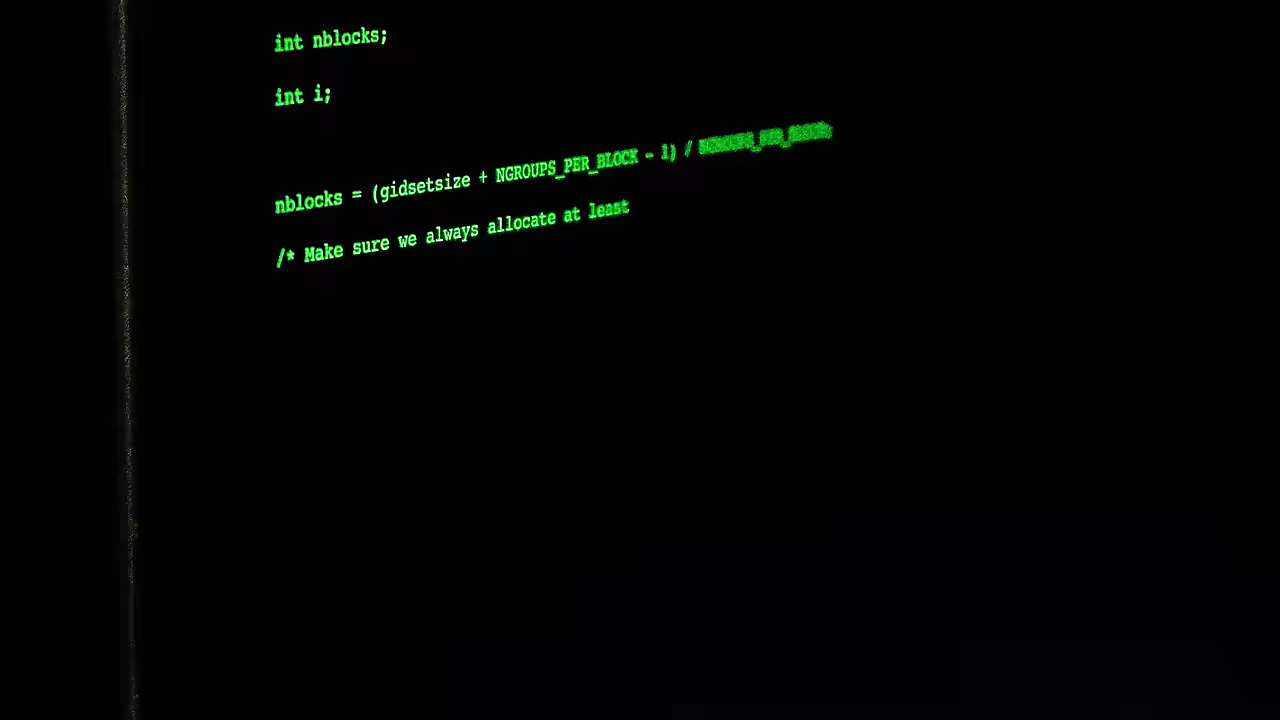 int nblocks;
int i;
nblocks = (gidsetsize + NGROUPS_PER_BLOCK - 1) /
/* Make sure we always allocate at least